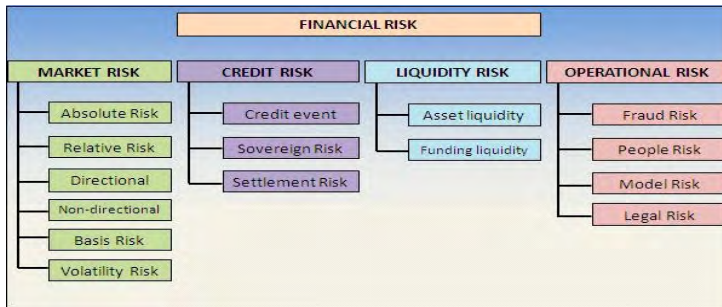 FINANCIAL RISK
MARKET RISK
Absolute Risk
Relative Risk
Directional
Non-directional
Basis Risk
Volatility Risk
CREDIT RISK
Credit event
Sovereign Risk
Settlement Risk
LIQUIDITY RISK
Asset liquidity
Funding liquidity
OPERATIONAL RISK
Fraud Risk
People Risk
Model Risk
Legal Risk